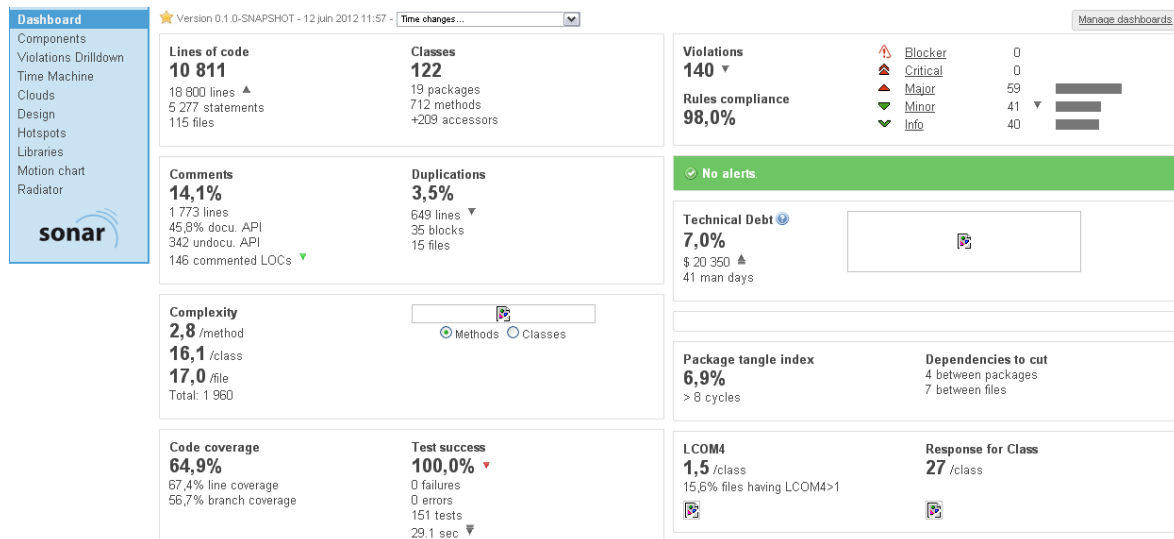 Dashboard
Components
Violations Drilldown
Time Machine
Clouds
Design
Hotspots
Libraries
Motion chart
Radiator
sonar
Version 0.1.0-SNAPSHOT - 12 juin 2012 11:57 - Time changes...
Manage dashboards
Lines of code
10 811
18 800 lines
5 277 statements
115 files
Classes
122
19 packages
712 methods
+209 accessors
Comments
14,1%
1 773 lines
45,8% docu. API
342 undocu. API
146 commented LOCs
Duplications
3,5%
649 lines
35 blocks
15 files
Complexity
2,8 /method
16,1 /class
17,0 /file
Total: 1 960
Methods Classes
Code coverage
64,9%
67,4% line coverage
56,7% branch coverage
Test success
100,0%
0 failures
0 errors
151 tests
29.1 sec
Violations
140
Rules compliance
98,0%
Blocker 0
Critical 0
Major 59
Minor 41
Info 40
No alerts.
Technical Debt
7,0%
$ 20 350
41 man days
Package tangle index
6,9%
> 8 cycles
Dependencies to cut
4 between packages
7 between files
LCOM4
1,5 /class
15,6% files having LCOM4>1
Response for Class
27 /class